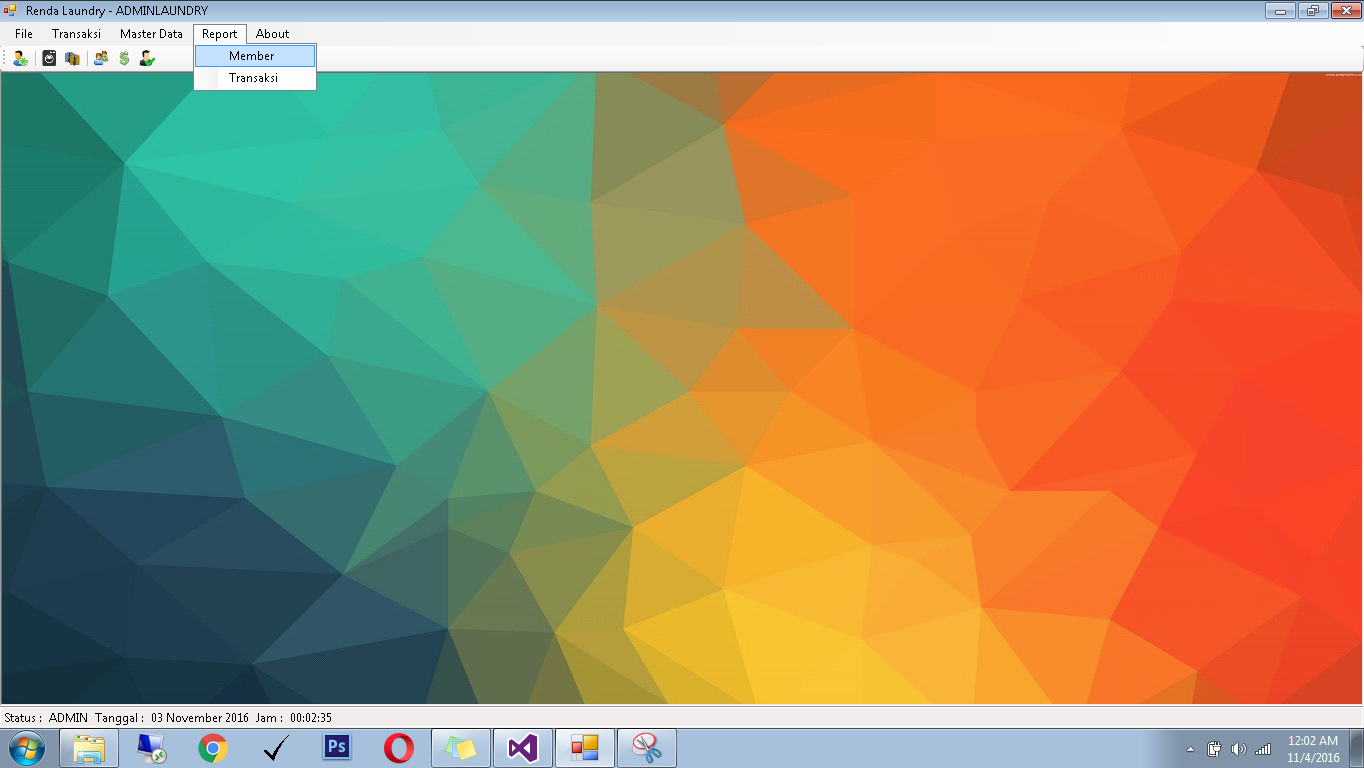 Renda Laundry - ADMINLAUNDRY
File Transaksi Master Data Report About
Member
Transaksi
Status : ADMIN Tanggal : 03 November 2016 Jam : 00:02:35
Ps
12:02 AM
11/4/2016